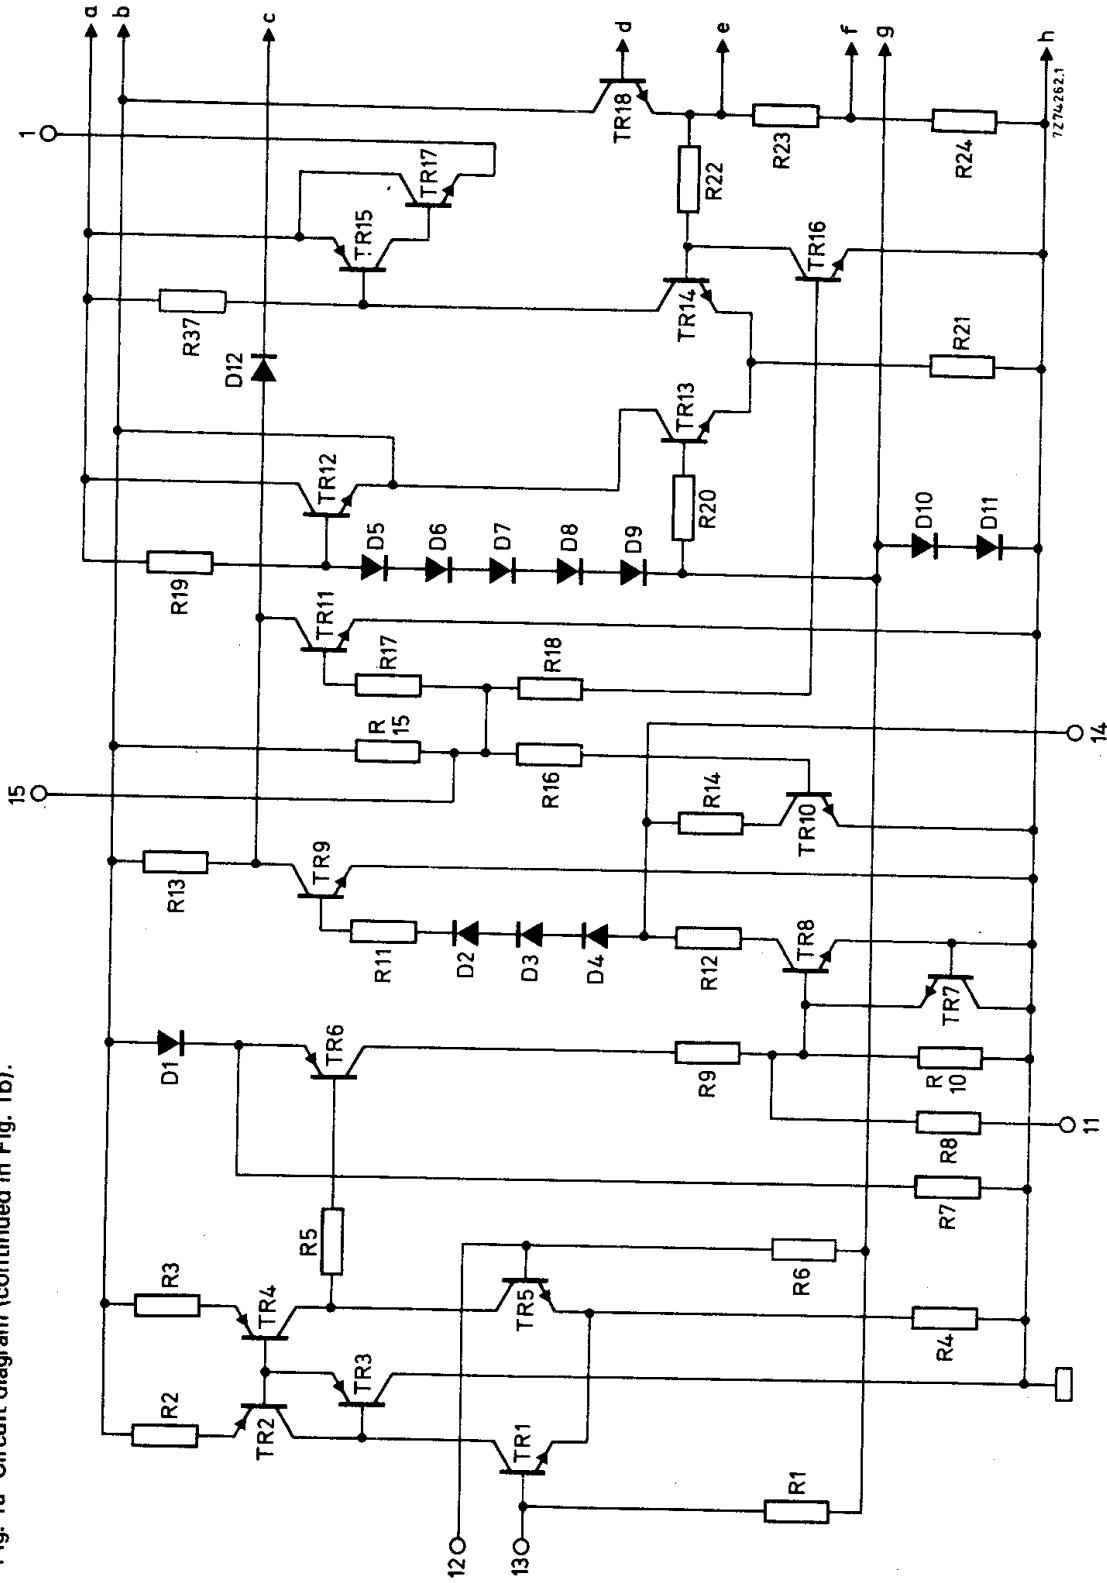 Fig. 1a Circuit diagram (continued in Fig. 1b).
a
b
c
1
d
e
f
g
h
7Z74262.1
TR18
R23
R24
R22
TR17
TR15
TR16
TR14
R37
D12
R21
TR13
TR12
R20
D5
D6
D7
D8
D9
D10
D11
R19
TR11
R17
R18
R
15
15
R16
14
R14
TR10
R13
TR9
R11
D2
D3
D4
R12
TR8
TR7
D1
TR6
R9
R
10
R8
11
R7
R5
R6
R3
TR4
TR5
R4
R2
TR2
TR3
TR1
R1
12
13